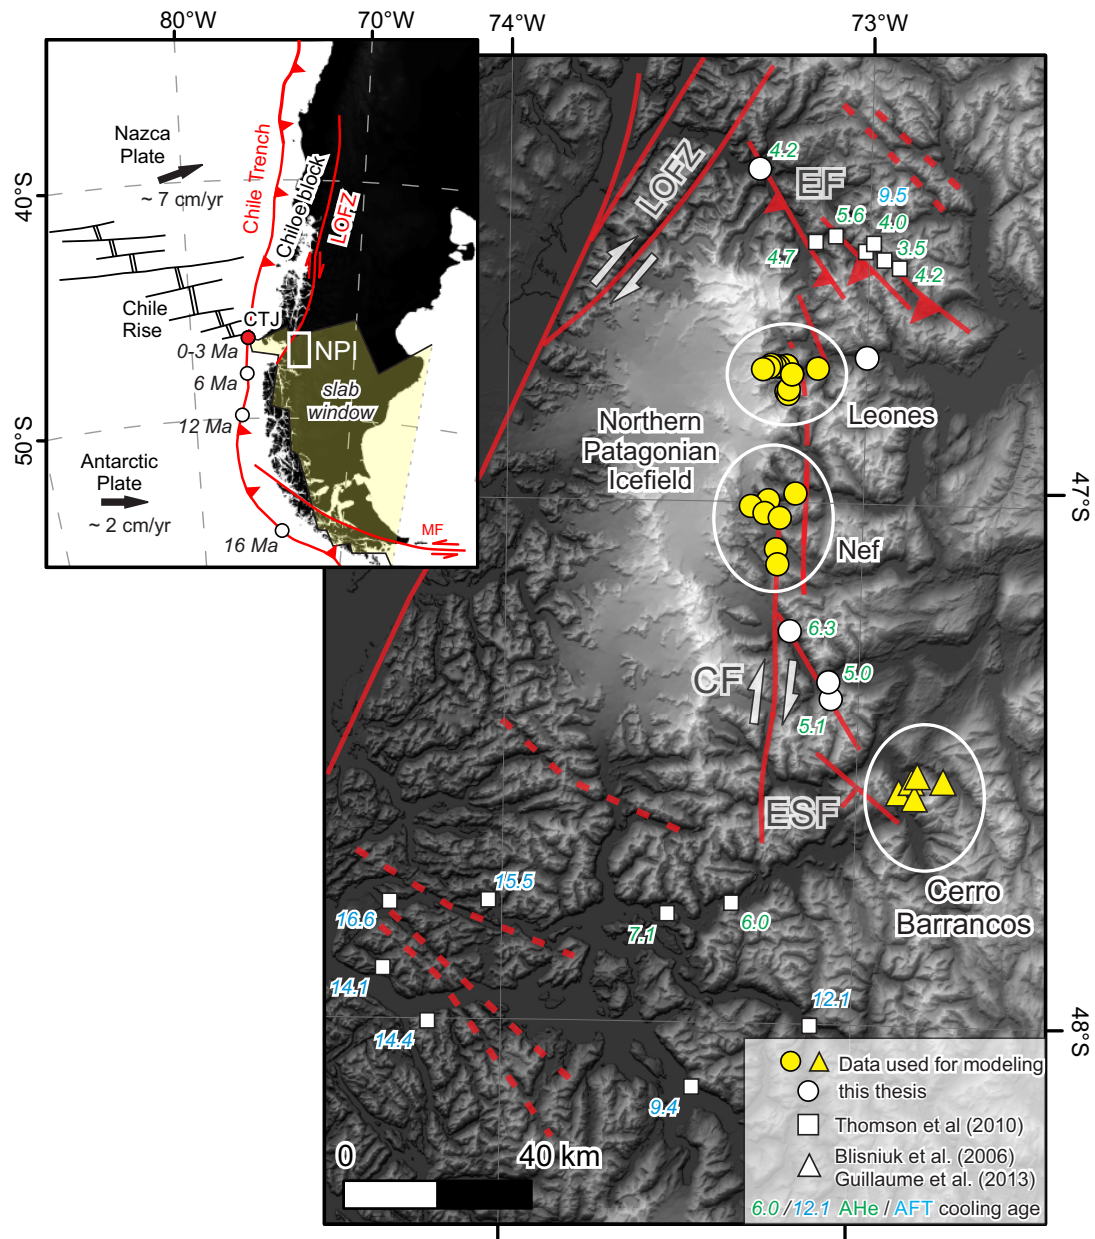 80°W
70°W
74°W
73°W
40°S
50°S
47°S
48°S
Nazca
Plate
~ 7 cm/yr
Chile Trench
Chiloe block
LOFZ
Chile
Rise
CTJ
0-3 Ma
6 Ma
12 Ma
16 Ma
NPI
slab
window
Antarctic
Plate
~ 2 cm/yr
MF
LOFZ
4.2
EF
9.5
5.6
4.0
3.5
4.7
4.2
Leones
Northern
Patagonian
Icefield
Nef
6.3
CF
5.0
5.1
ESF
Cerro
Barrancos
15.5
16.6
7.1
6.0
14.1
14.4
12.1
9.4
0
40 km
Data used for modeling
this thesis
Thomson et al (2010)
Blisniuk et al. (2006)
Guillaume et al. (2013)
6.0 / 12.1 AHe / AFT cooling age